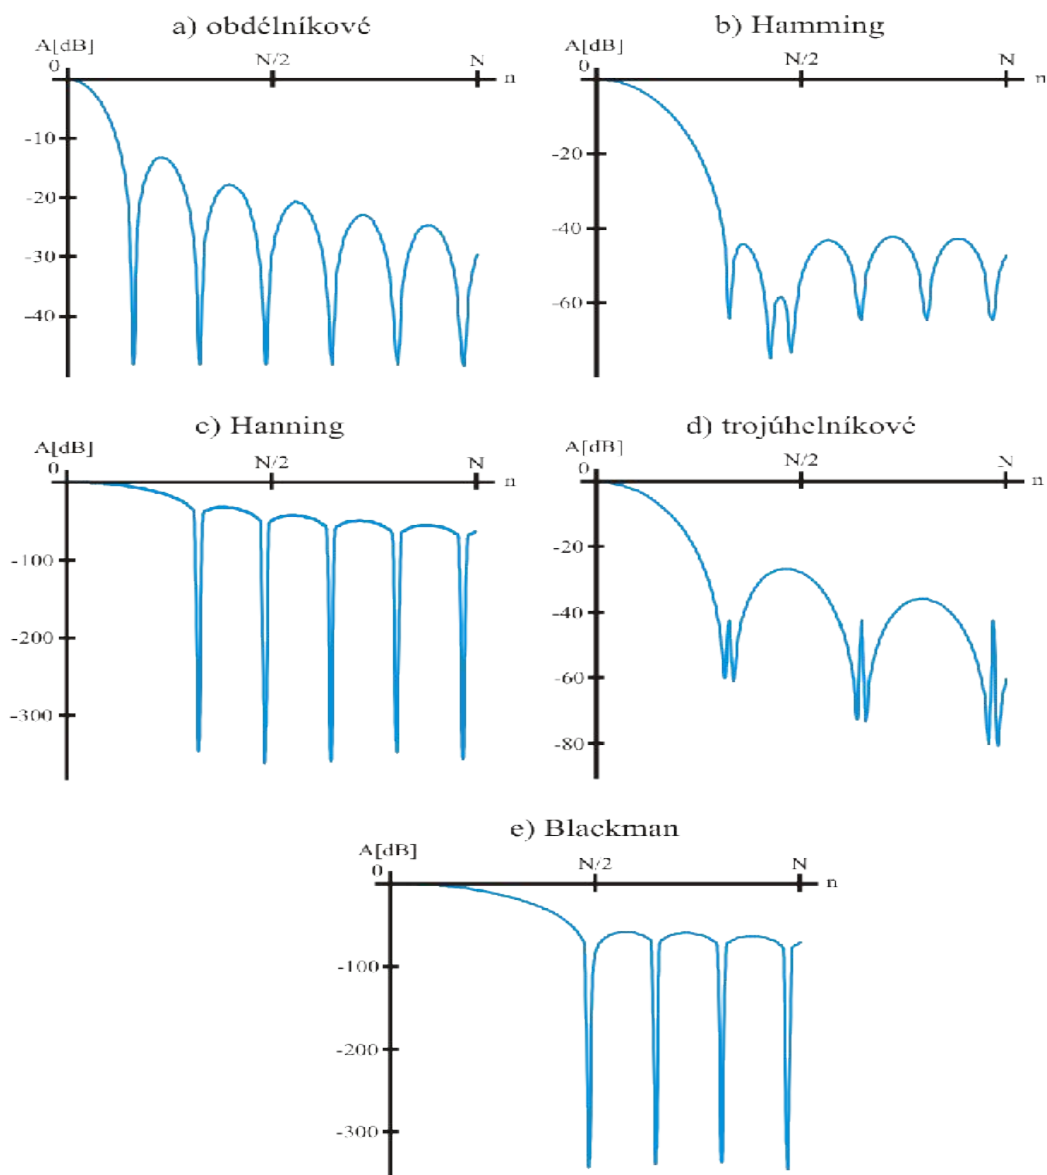 a) obdélníkové
A[dB]
0
N/2
N
n
-10
-20
-30
-40
b) Hamming
A[dB]
0
N/2
N
n
-20
-40
-60
c) Hanning
A[dB]
0
N/2
N
n
-100
-200
-300
d) trojúhelníkové
A[dB]
0
N/2
N
n
-20
-40
-60
-80
e) Blackman
A[dB]
0
N/2
N
n
-100
-200
-300